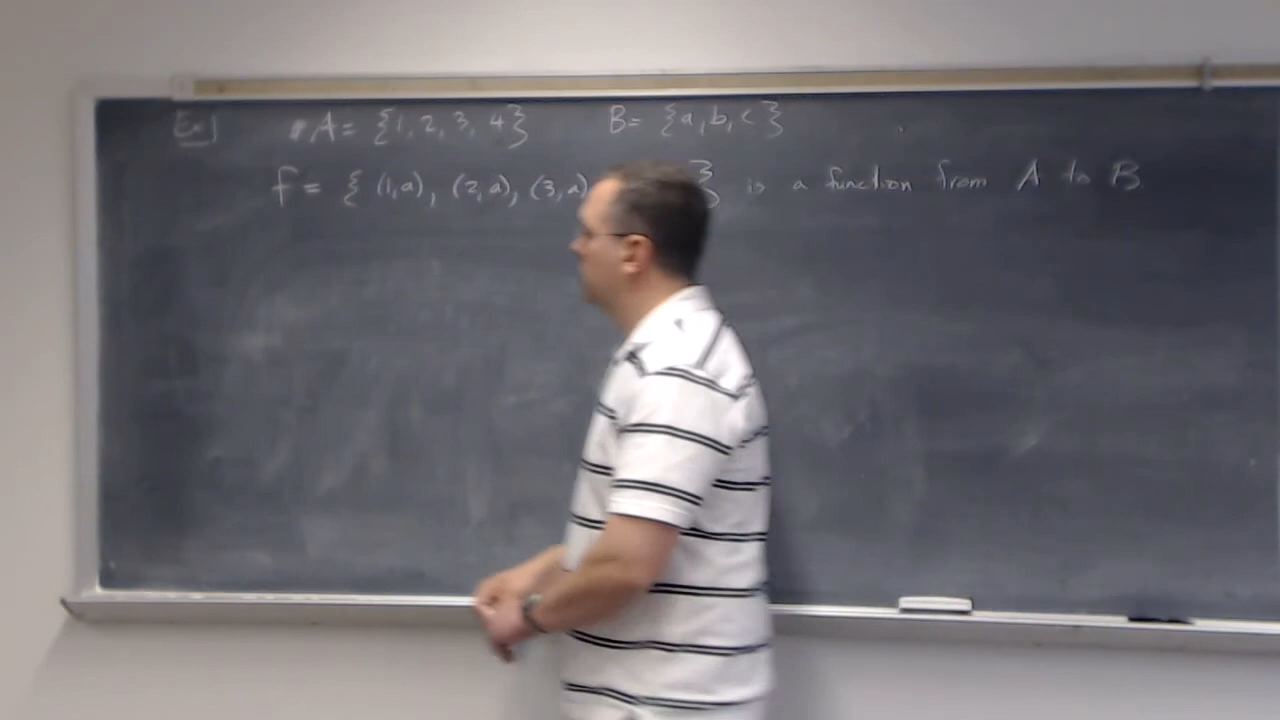 Ex] A = {1, 2, 3, 4} B = {a, b, c}
f = { (1, a), (2, a), (3, a) } is a function from A to B